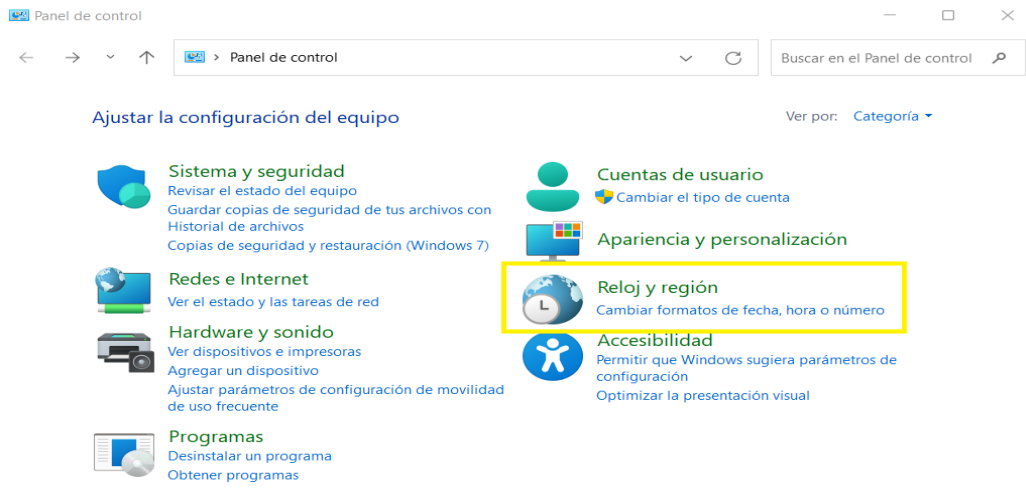 Panel de control
Panel de control
Buscar en el Panel de control
Ajustar la configuración del equipo
Ver por: Categoría
Sistema y seguridad
Revisar el estado del equipo
Guardar copias de seguridad de tus archivos con
Historial de archivos
Copias de seguridad y restauración (Windows 7)
Redes e Internet
Ver el estado y las tareas de red
Hardware y sonido
Ver dispositivos e impresoras
Agregar un dispositivo
Ajustar parámetros de configuración de movilidad
de uso frecuente
Programas
Desinstalar un programa
Obtener programas
Cuentas de usuario
Cambiar el tipo de cuenta
Apariencia y personalización
Reloj y región
Cambiar formatos de fecha, hora o número
Accesibilidad
Permitir que Windows sugiera parámetros de
configuración
Optimizar la presentación visual